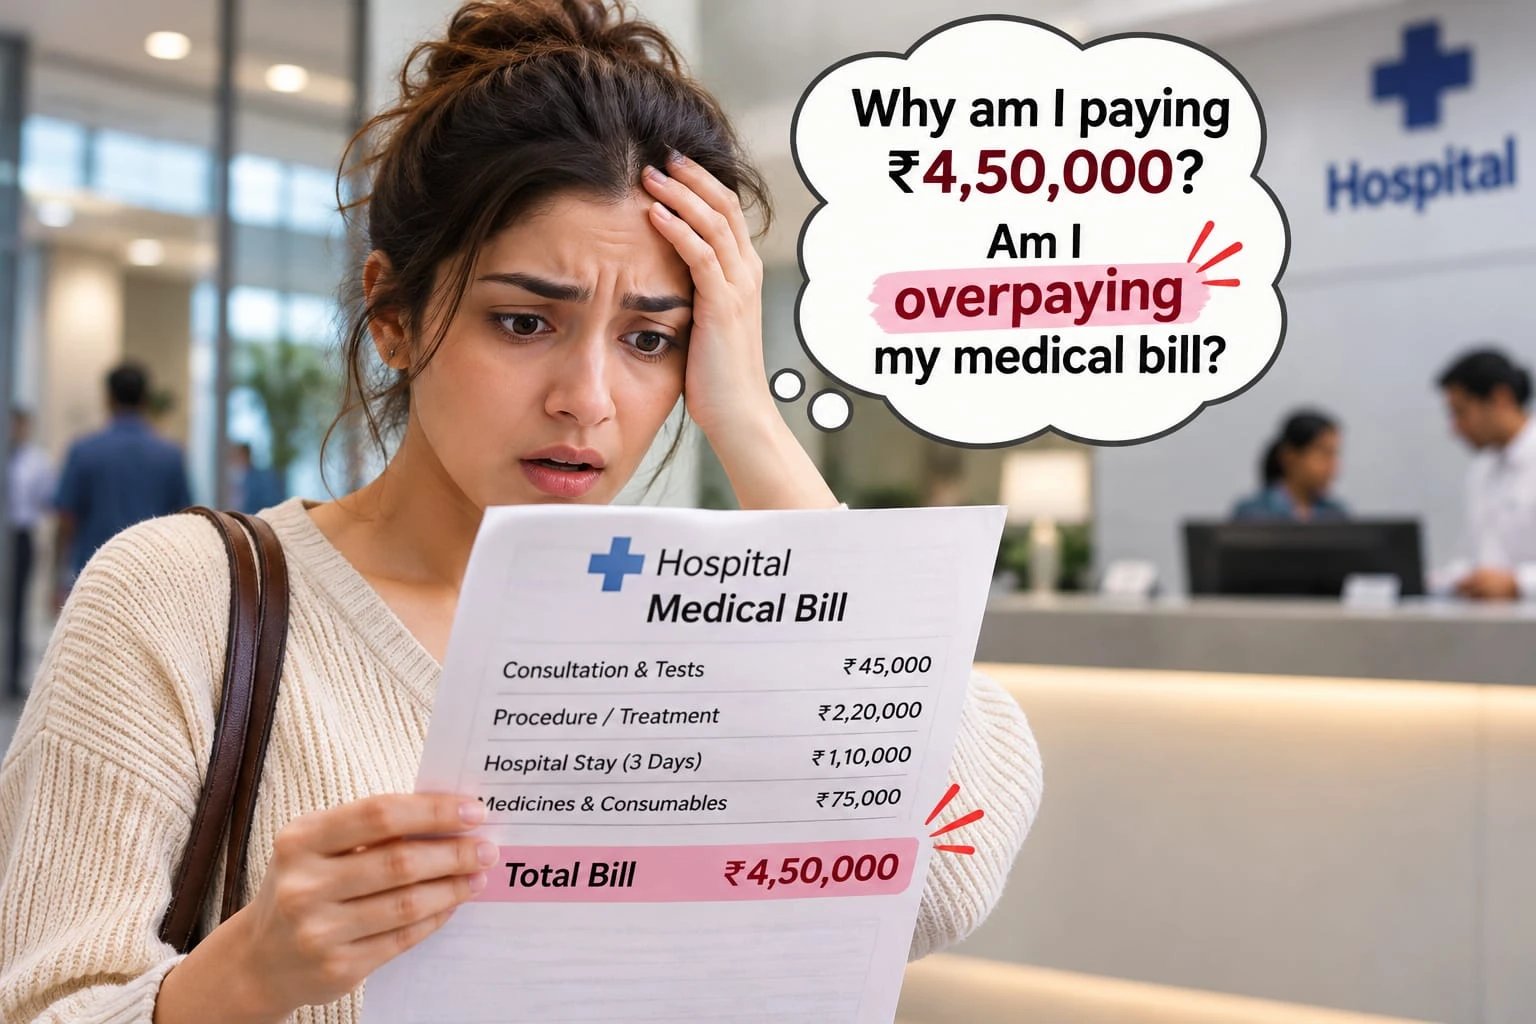 Why am I paying
₹4,50,000?
Am I
overpaying
my medical bill?
Hospital
Hospital
Medical Bill
Consultation & Tests ₹45,000
Procedure / Treatment ₹2,20,000
Hospital Stay (3 Days) ₹1,10,000
Medicines & Consumables ₹75,000
Total Bill ₹4,50,000